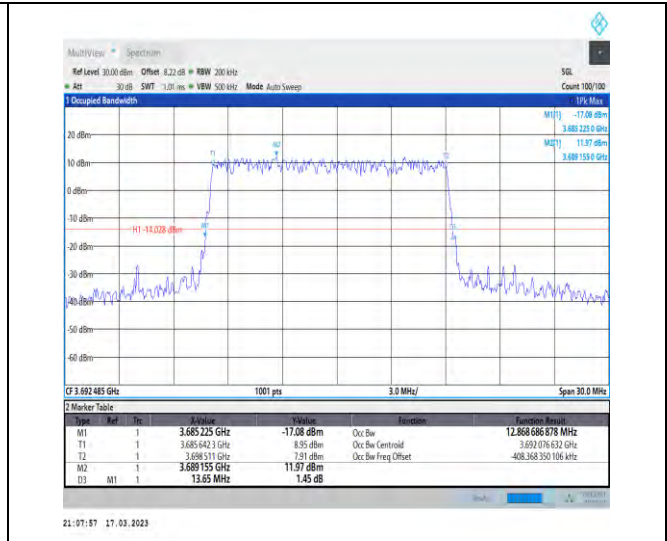 MultiView Spectrum
Ref Level 30.00 dBm Offset 8.22 dB RBW 200 kHz SGL
Att 30 dB SWT 1.01 ms VBW 500 kHz Mode Auto Sweep Count 100/100
1 Occupied Bandwidth 1Pk Max
M1[1] -17.08 dBm
3.685 225 0 GHz
M2[1] 11.97 dBm
3.689 155 0 GHz
20 dBm
M2
T1 T2
10 dBm
0 dBm
-10 dBm
H1 -14.028 dBm
M1
D3
-20 dBm
-30 dBm
-40 dBm
-50 dBm
-60 dBm
CF 3.692 485 GHz 1001 pts 3.0 MHz/ Span 30.0 MHz
2 Marker Table
Type Ref Trc X-Value Y-Value Function Function Result
M1 1 3.685 225 GHz -17.08 dBm Occ Bw 12.868 686 878 MHz
T1 1 3.685 642 3 GHz 8.95 dBm Occ Bw Centroid 3.692 076 632 GHz
T2 1 3.698 511 GHz 7.91 dBm Occ Bw Freq Offset -408.368 350 106 kHz
M2 1 3.689 155 GHz 11.97 dBm
D3 M1 1 13.65 MHz 1.45 dB
Ready
21:07:57 17.03.2023